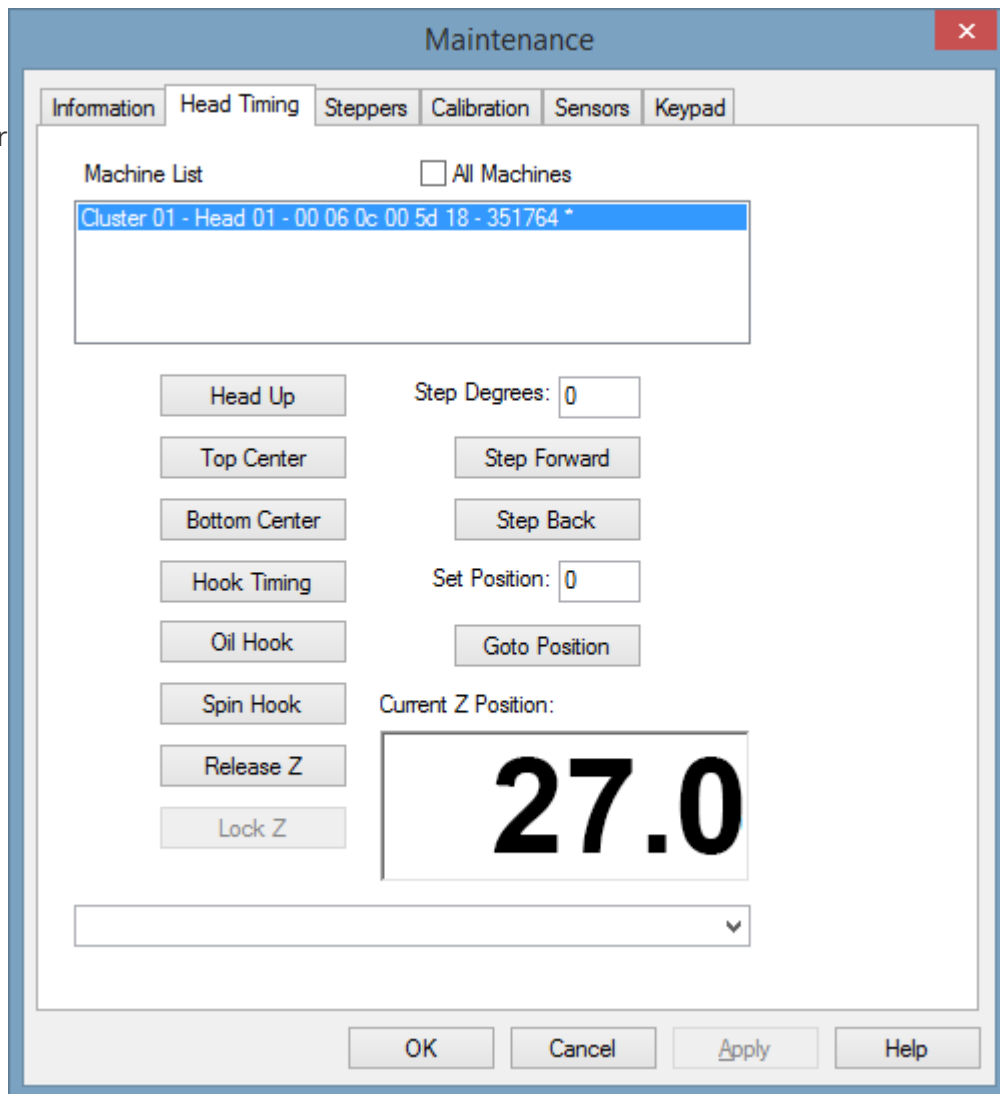 Maintenance
Information Head Timing Steppers Calibration Sensors Keypad
r
Machine List All Machines
Cluster 01 - Head 01 - 00 06 0c 00 5d 18 - 351764 *
Head Up Step Degrees: 0
Top Center Step Forward
Bottom Center Step Back
Hook Timing Set Position: 0
Oil Hook Goto Position
Spin Hook Current Z Position:
Release Z 27.0
Lock Z
OK Cancel Apply Help